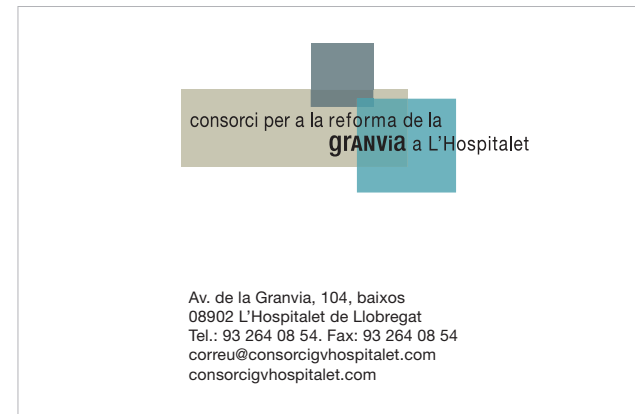 consorci per a la reforma de la
grANViA a L'Hospitalet
Av. de la Granvia, 104, baixos
08902 L'Hospitalet de Llobregat
Tel.: 93 264 08 54. Fax: 93 264 08 54
correu@consorcigvhospitalet.com
consorcigvhospitalet.com